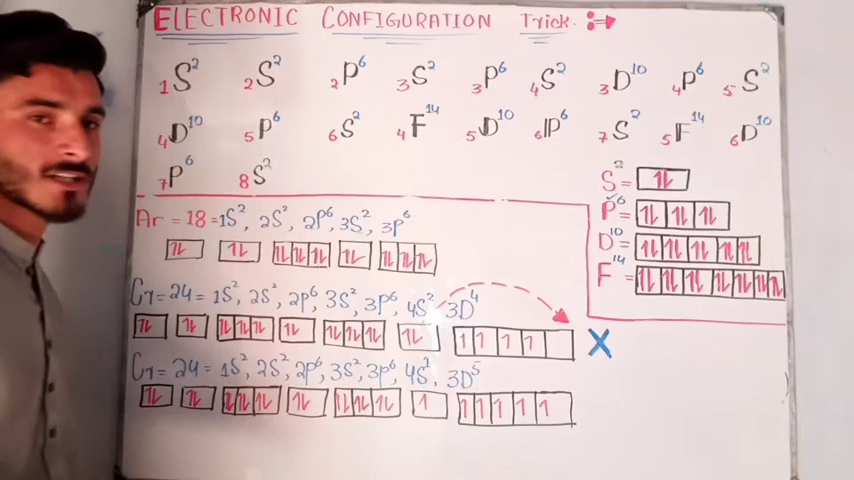 ELECTRONIC CONFIGURATION Trick :⇒
1S² 2S² 2P⁶ 3S² 3P⁶ 4S² 3D¹⁰ 4P⁶ 5S²
4D¹⁰ 5P⁶ 6S² 4F¹⁴ 5D¹⁰ 6P⁶ 7S² 5F¹⁴ 6D¹⁰
7P⁶ 8S²
S² =
P⁶ =
D¹⁰ =
F¹⁴ =
Ar = 18 = 1S², 2S², 2P⁶, 3S², 3P⁶
Cr = 24 = 1S², 2S², 2P⁶, 3S², 3P⁶, 4S², 3D⁴
X
Cr = 24 = 1S², 2S², 2P⁶, 3S², 3P⁶, 4S¹, 3D⁵